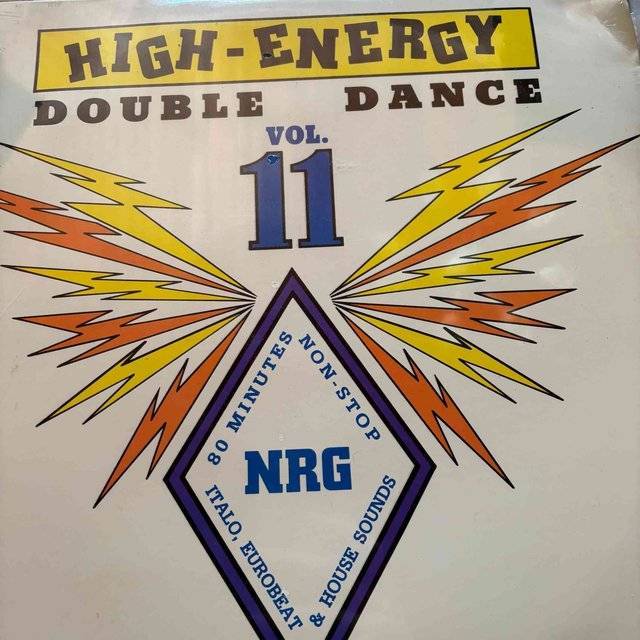 HIGH-ENERGY
DOUBLE DANCE
VOL.
11
80 MINUTES
NON-STOP
NRG
ITALO, EUROBEAT
& HOUSE SOUNDS